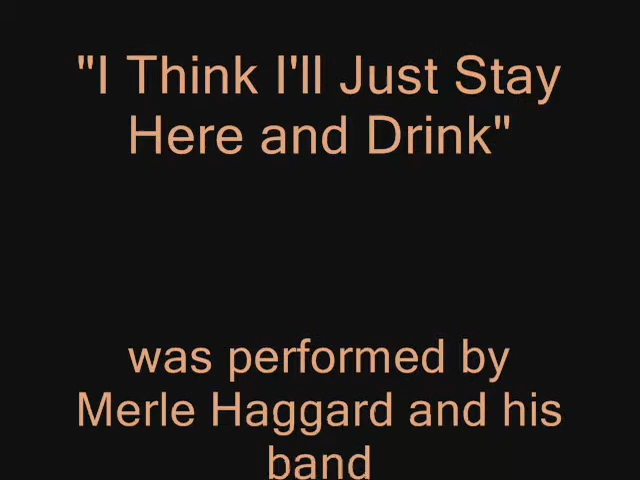 "I Think I'll Just Stay
Here and Drink"
was performed by
Merle Haggard and his
band